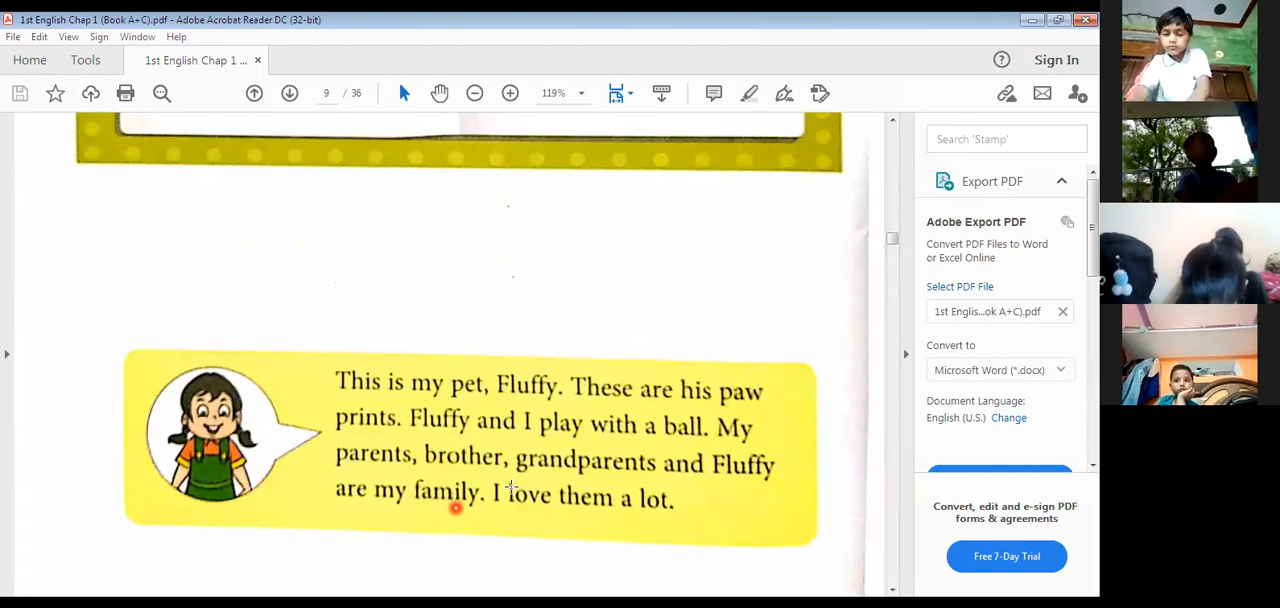 1st English Chap 1 (Book A+C).pdf - Adobe Acrobat Reader DC (32-bit)
File Edit View Sign Window Help
Home Tools 1st English Chap 1 ... × Sign In
9 / 36 119%
Search 'Stamp'
Export PDF
Adobe Export PDF
Convert PDF Files to Word
or Excel Online
Select PDF File
1st Englis...ok A+C).pdf
Convert to
Microsoft Word (*.docx)
Document Language:
English (U.S.) Change
Convert, edit and e-sign PDF
forms & agreements
Free 7-Day Trial
This is my pet, Fluffy. These are his paw
prints. Fluffy and I play with a ball. My
parents, brother, grandparents and Fluffy
are my family. I love them a lot.